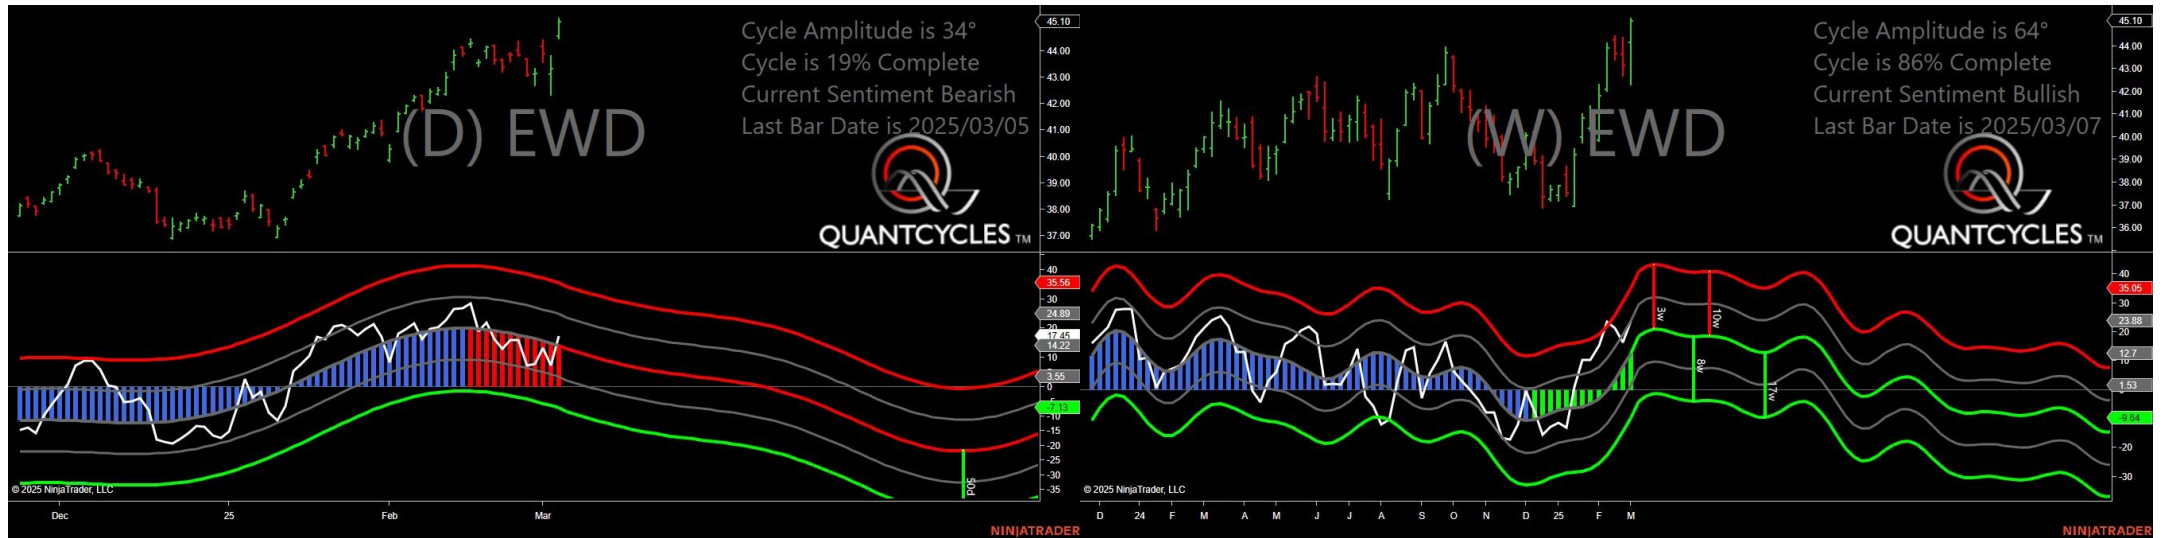 Cycle Amplitude is 34°
Cycle is 19% Complete
Current Sentiment Bearish
Last Bar Date is 2025/03/05
(D) EWD
QUANTCYCLES TM
45.10
44.00
43.00
42.00
41.00
40.00
39.00
38.00
37.00
40
35.56
30
24.89
20
17.45
14.22
10
3.55
0
-7.13
-10
-15
-20
-25
-30
-35
50d
© 2025 NinjaTrader, LLC
Dec
25
Feb
Mar
NINJATRADER
Cycle Amplitude is 64°
Cycle is 86% Complete
Current Sentiment Bullish
Last Bar Date is 2025/03/07
(W) EWD
QUANTCYCLES TM
45.10
44.00
43.00
42.00
41.00
40.00
39.00
38.00
37.00
36.00
40
35.05
30
23.88
20
12.7
10
1.53
-9.64
-20
-30
3w
10w
8w
17w
© 2025 NinjaTrader, LLC
D 24 F M A M J J A S O N D 25 F M
NINJATRADER